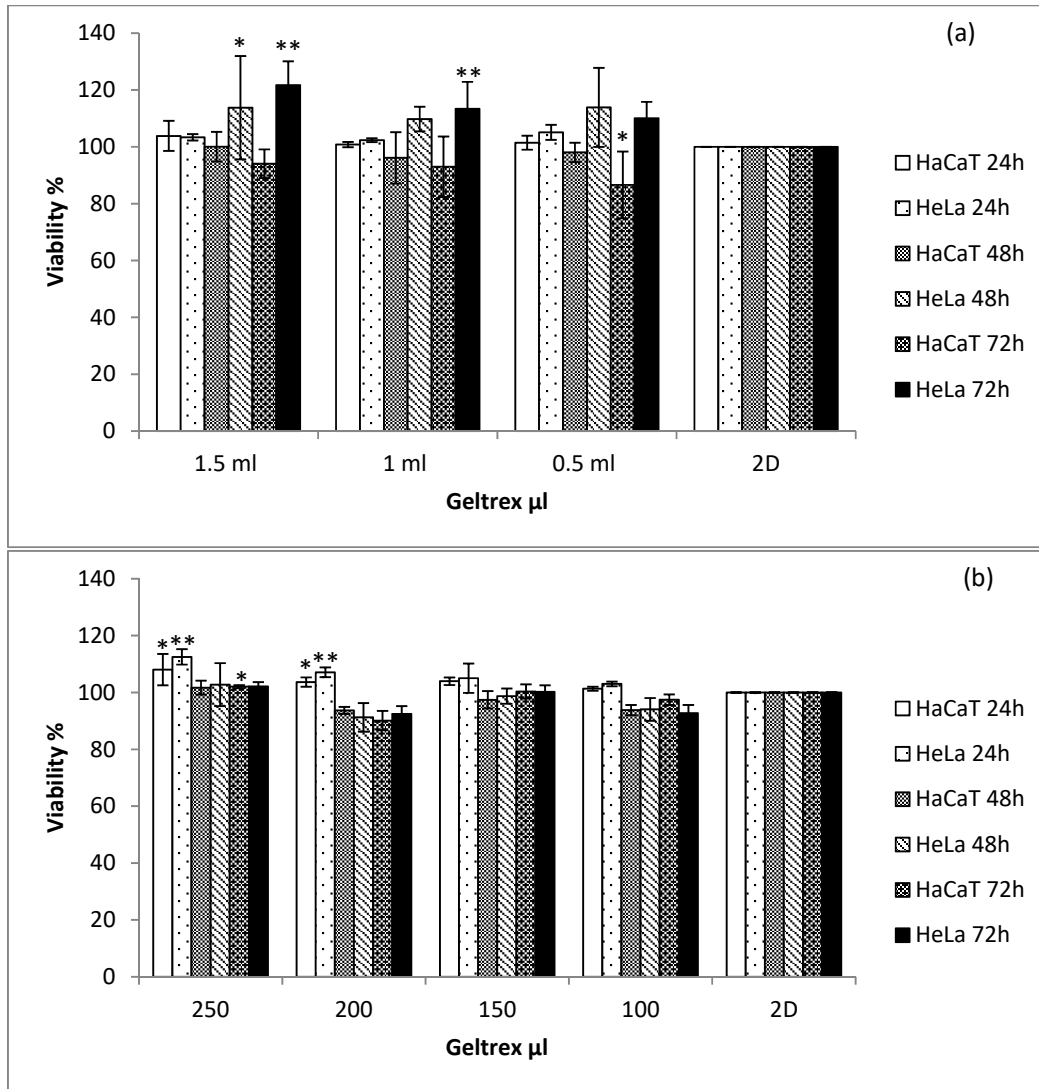 (a)
140
120
100
80
60
40
20
0
Viability %
* ** ** *
1.5 ml 1 ml 0.5 ml 2D
Geltrex µl
HaCaT 24h
HeLa 24h
HaCaT 48h
HeLa 48h
HaCaT 72h
HeLa 72h
(b)
140
120
100
80
60
40
20
0
Viability %
* ** * * **
250 200 150 100 2D
Geltrex µl
HaCaT 24h
HeLa 24h
HaCaT 48h
HeLa 48h
HaCaT 72h
HeLa 72h